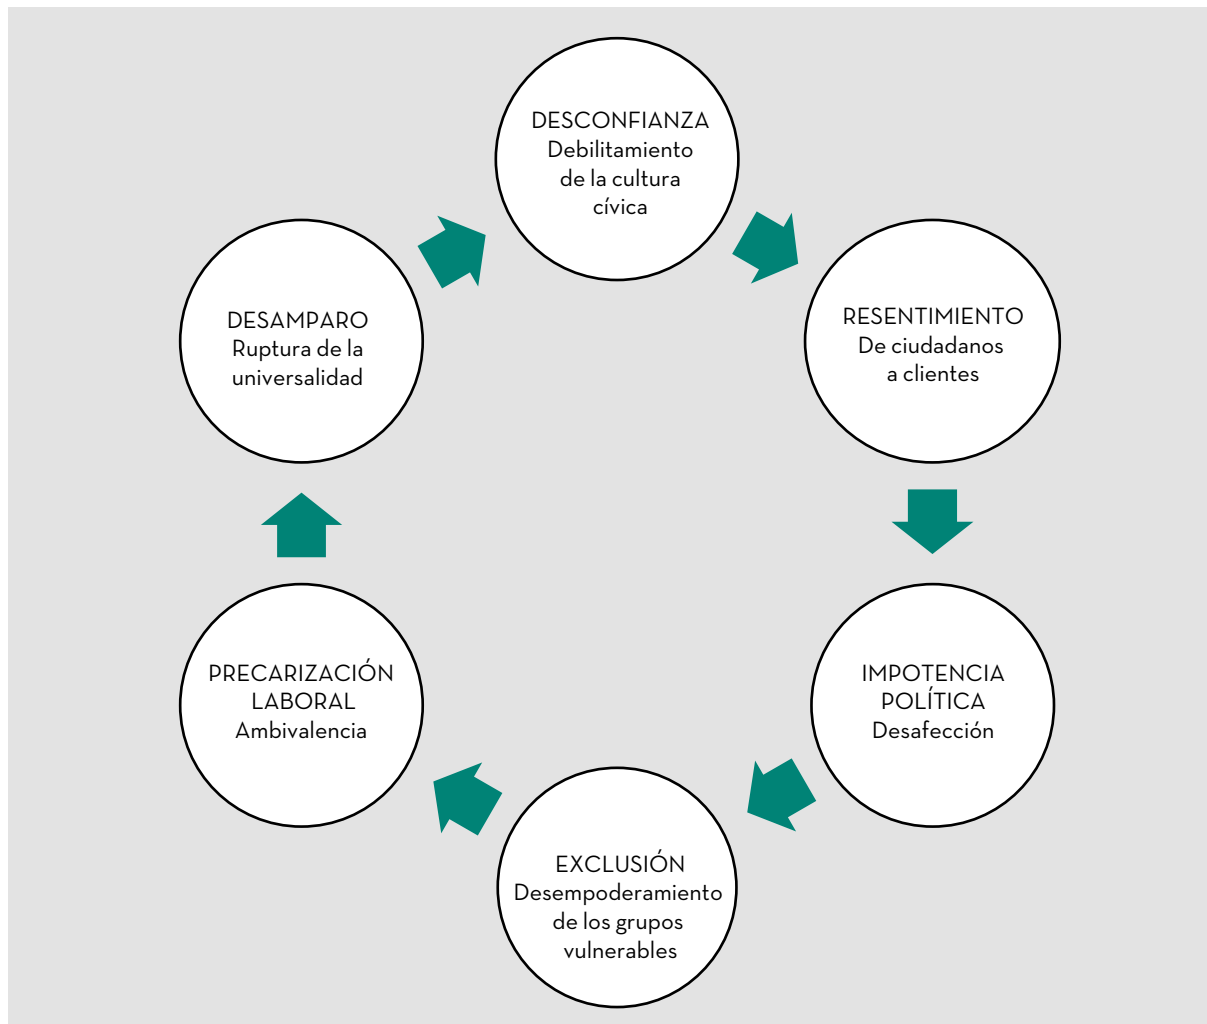 DESCONFIANZA
Debilitamiento
de la cultura
cívica
RESENTIMIENTO
De ciudadanos
a clientes
IMPOTENCIA
POLÍTICA
Desafección
EXCLUSIÓN
Desempoderamiento
de los grupos
vulnerables
PRECARIZACIÓN
LABORAL
Ambivalencia
DESAMPARO
Ruptura de la
universalidad